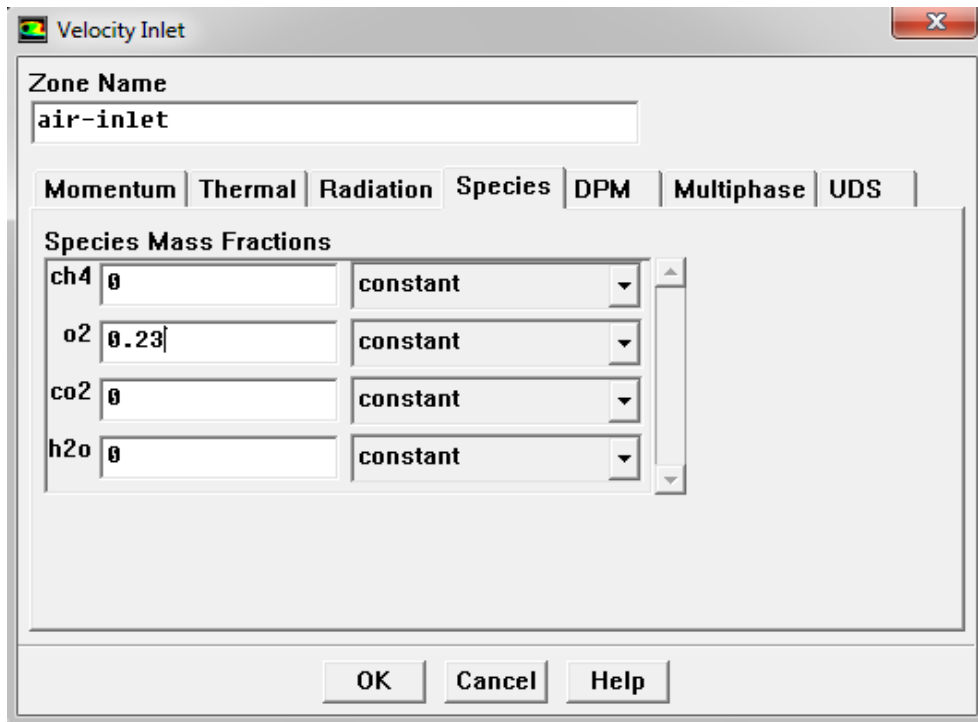 Velocity Inlet
Zone Name
air-inlet
Momentum Thermal Radiation Species DPM Multiphase UDS
Species Mass Fractions
ch4 0 constant
o2 0.23 constant
co2 0 constant
h2o 0 constant
OK Cancel Help